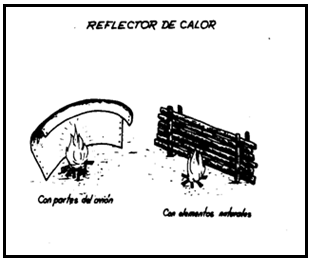 REFLECTOR DE CALOR
Con partes del avión
Con elementos naturales